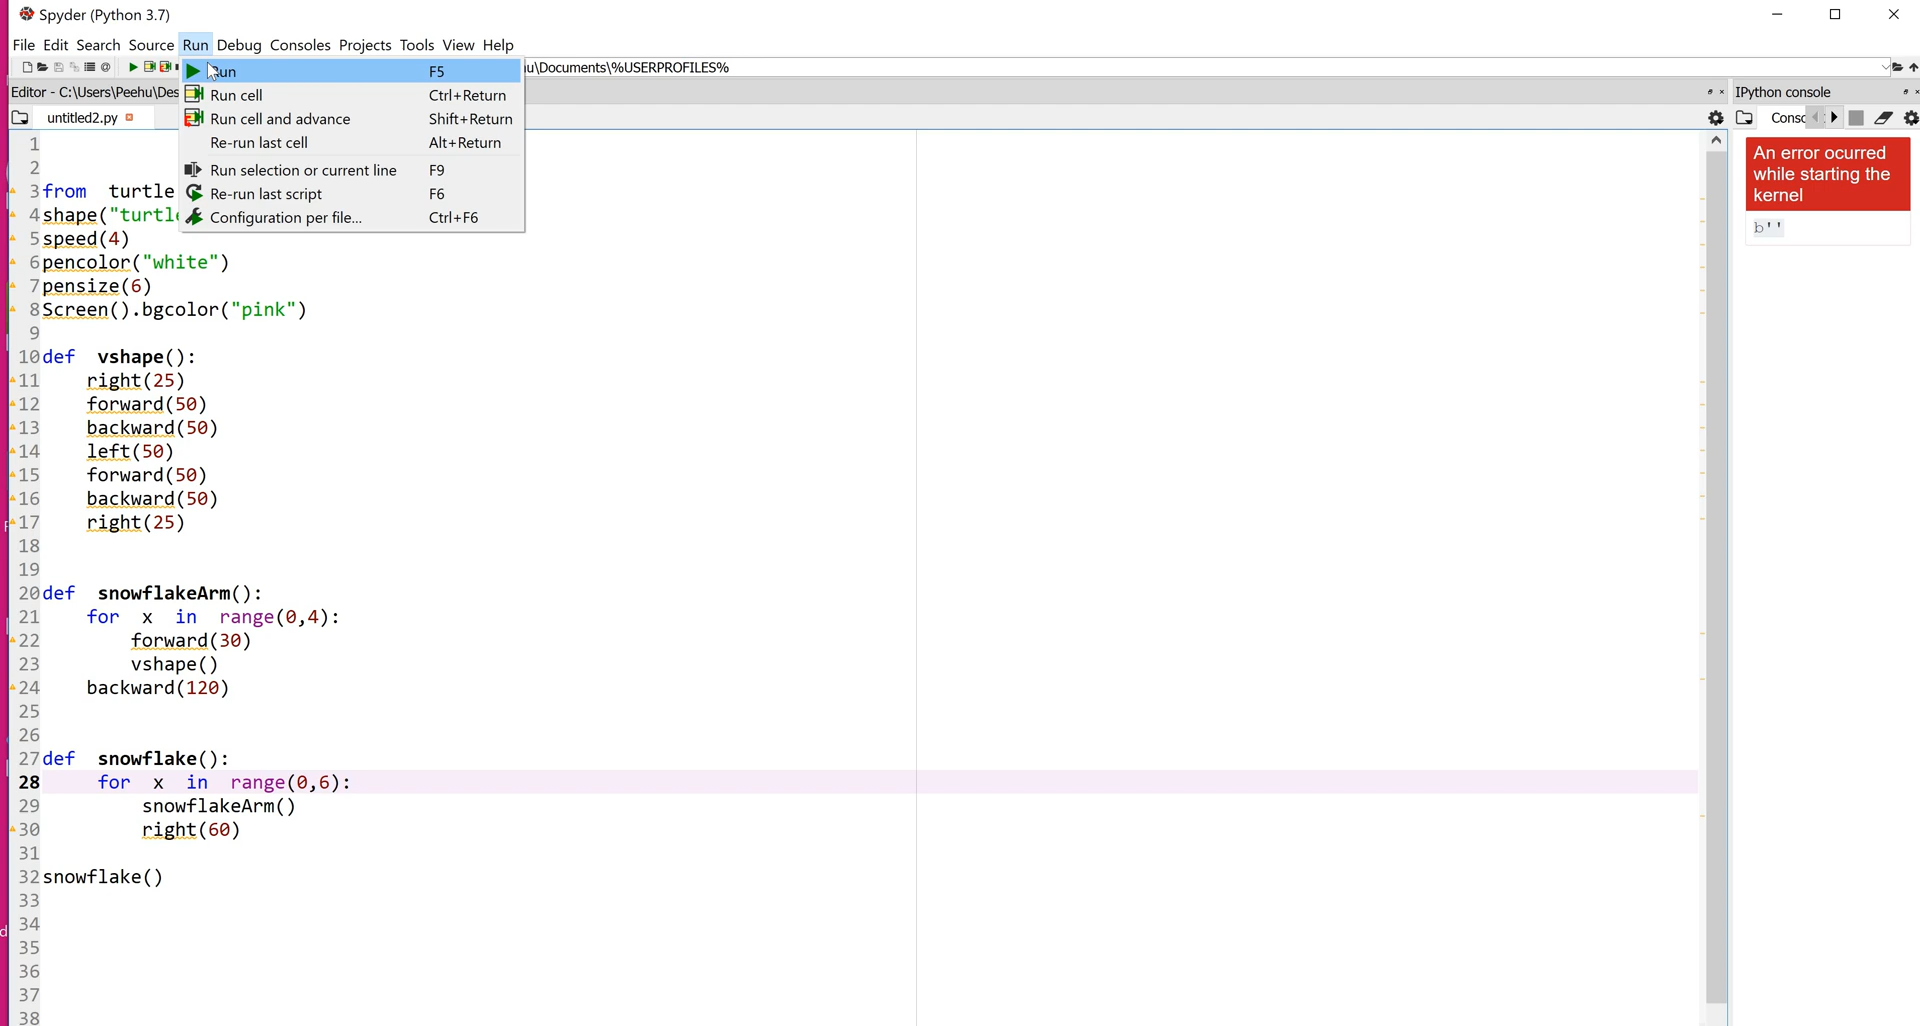 Spyder (Python 3.7)
File Edit Search Source Run Debug Consoles Projects Tools View Help
Run F5
Run cell Ctrl+Return
Run cell and advance Shift+Return
Re-run last cell Alt+Return
Run selection or current line F9
Re-run last script F6
Configuration per file... Ctrl+F6
\Documents\%USERPROFILES%
Editor - C:\Users\Peehu\Des
untitled2.py
1
2
3 from turtle
4 shape("turtl
5 speed(4)
6 pencolor("white")
7 pensize(6)
8 Screen().bgcolor("pink")
9
10 def vshape():
11 right(25)
12 forward(50)
13 backward(50)
14 left(50)
15 forward(50)
16 backward(50)
17 right(25)
18
19
20 def snowflakeArm():
21 for x in range(0,4):
22 forward(30)
23 vshape()
24 backward(120)
25
26
27 def snowflake():
28 for x in range(0,6):
29 snowflakeArm()
30 right(60)
31
32 snowflake()
33
34
35
36
37
38
IPython console
Consc
An error ocurred
while starting the
kernel
b''